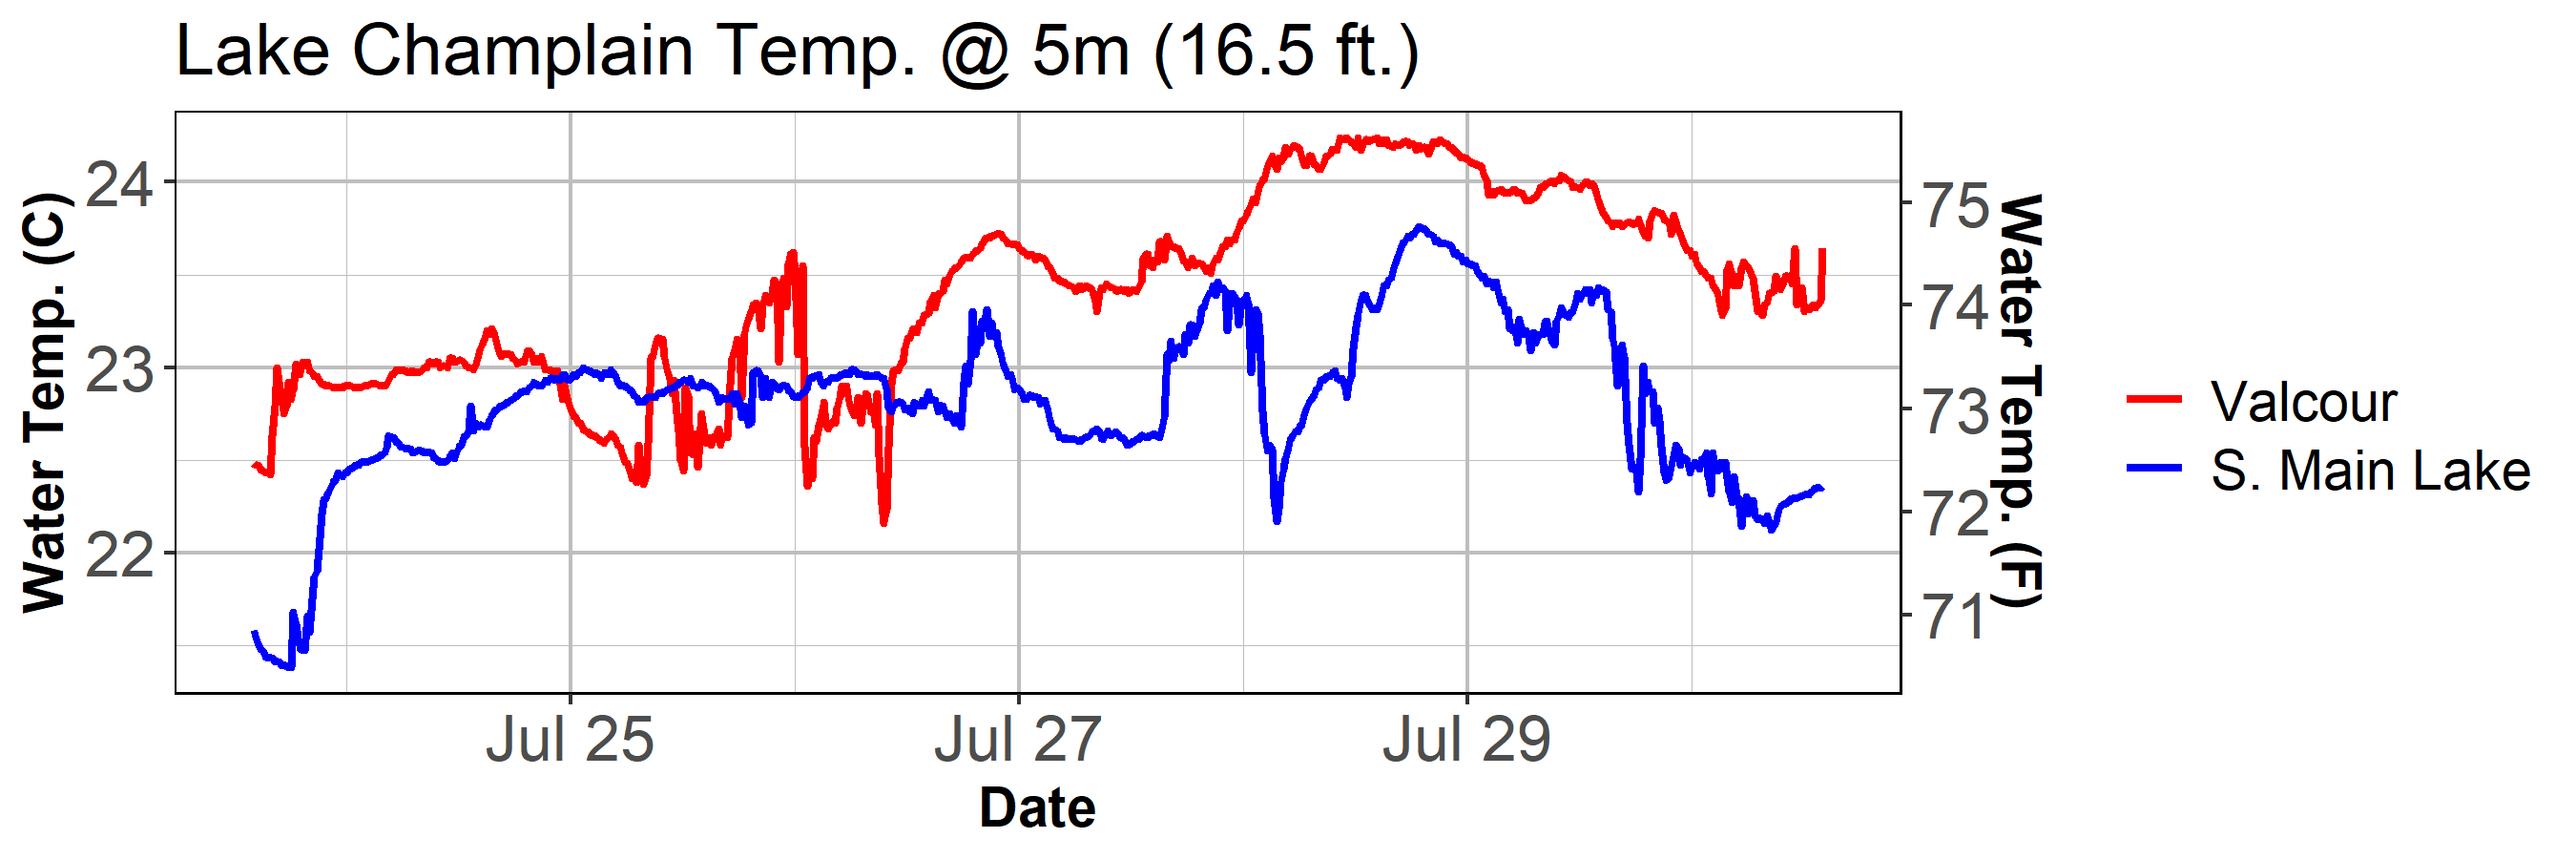 Lake Champlain Temp. @ 5m (16.5 ft.)
Water Temp. (C)
24
23
22
75
74
73
72
71
Water Temp. (F)
Jul 25
Jul 27
Jul 29
Date
Valcour
S. Main Lake